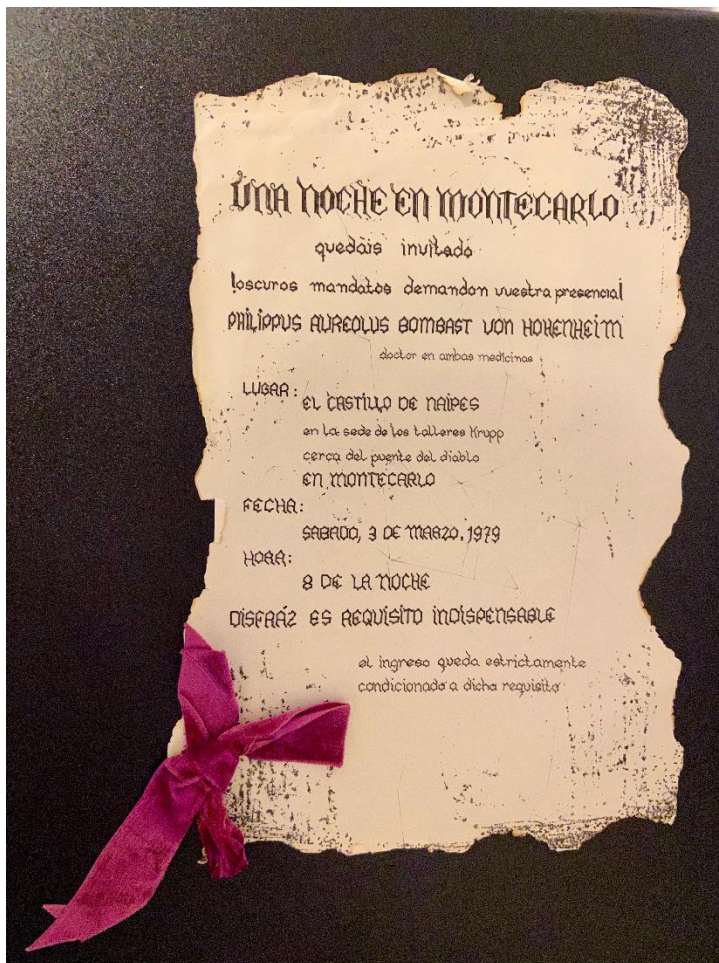 UNA NOCHE EN MONTECARLO
quedáis invitado
¡oscuros mandatos demandan vuestra presencia!
PHILIPPUS AUREOLUS BOMBAST VON HOHENHEIM
doctor en ambas medicinas
LUGAR:
EL CASTILLO DE NAIPES
en la sede de los talleres Krupp
cerca del puente del diablo
EN MONTECARLO
FECHA:
SABADO, 3 DE MARZO, 1979
HORA:
8 DE LA NOCHE
DISFRÁZ ES REQUISITO INDISPENSABLE
el ingreso queda estrictamente
condicionado a dicho requisito